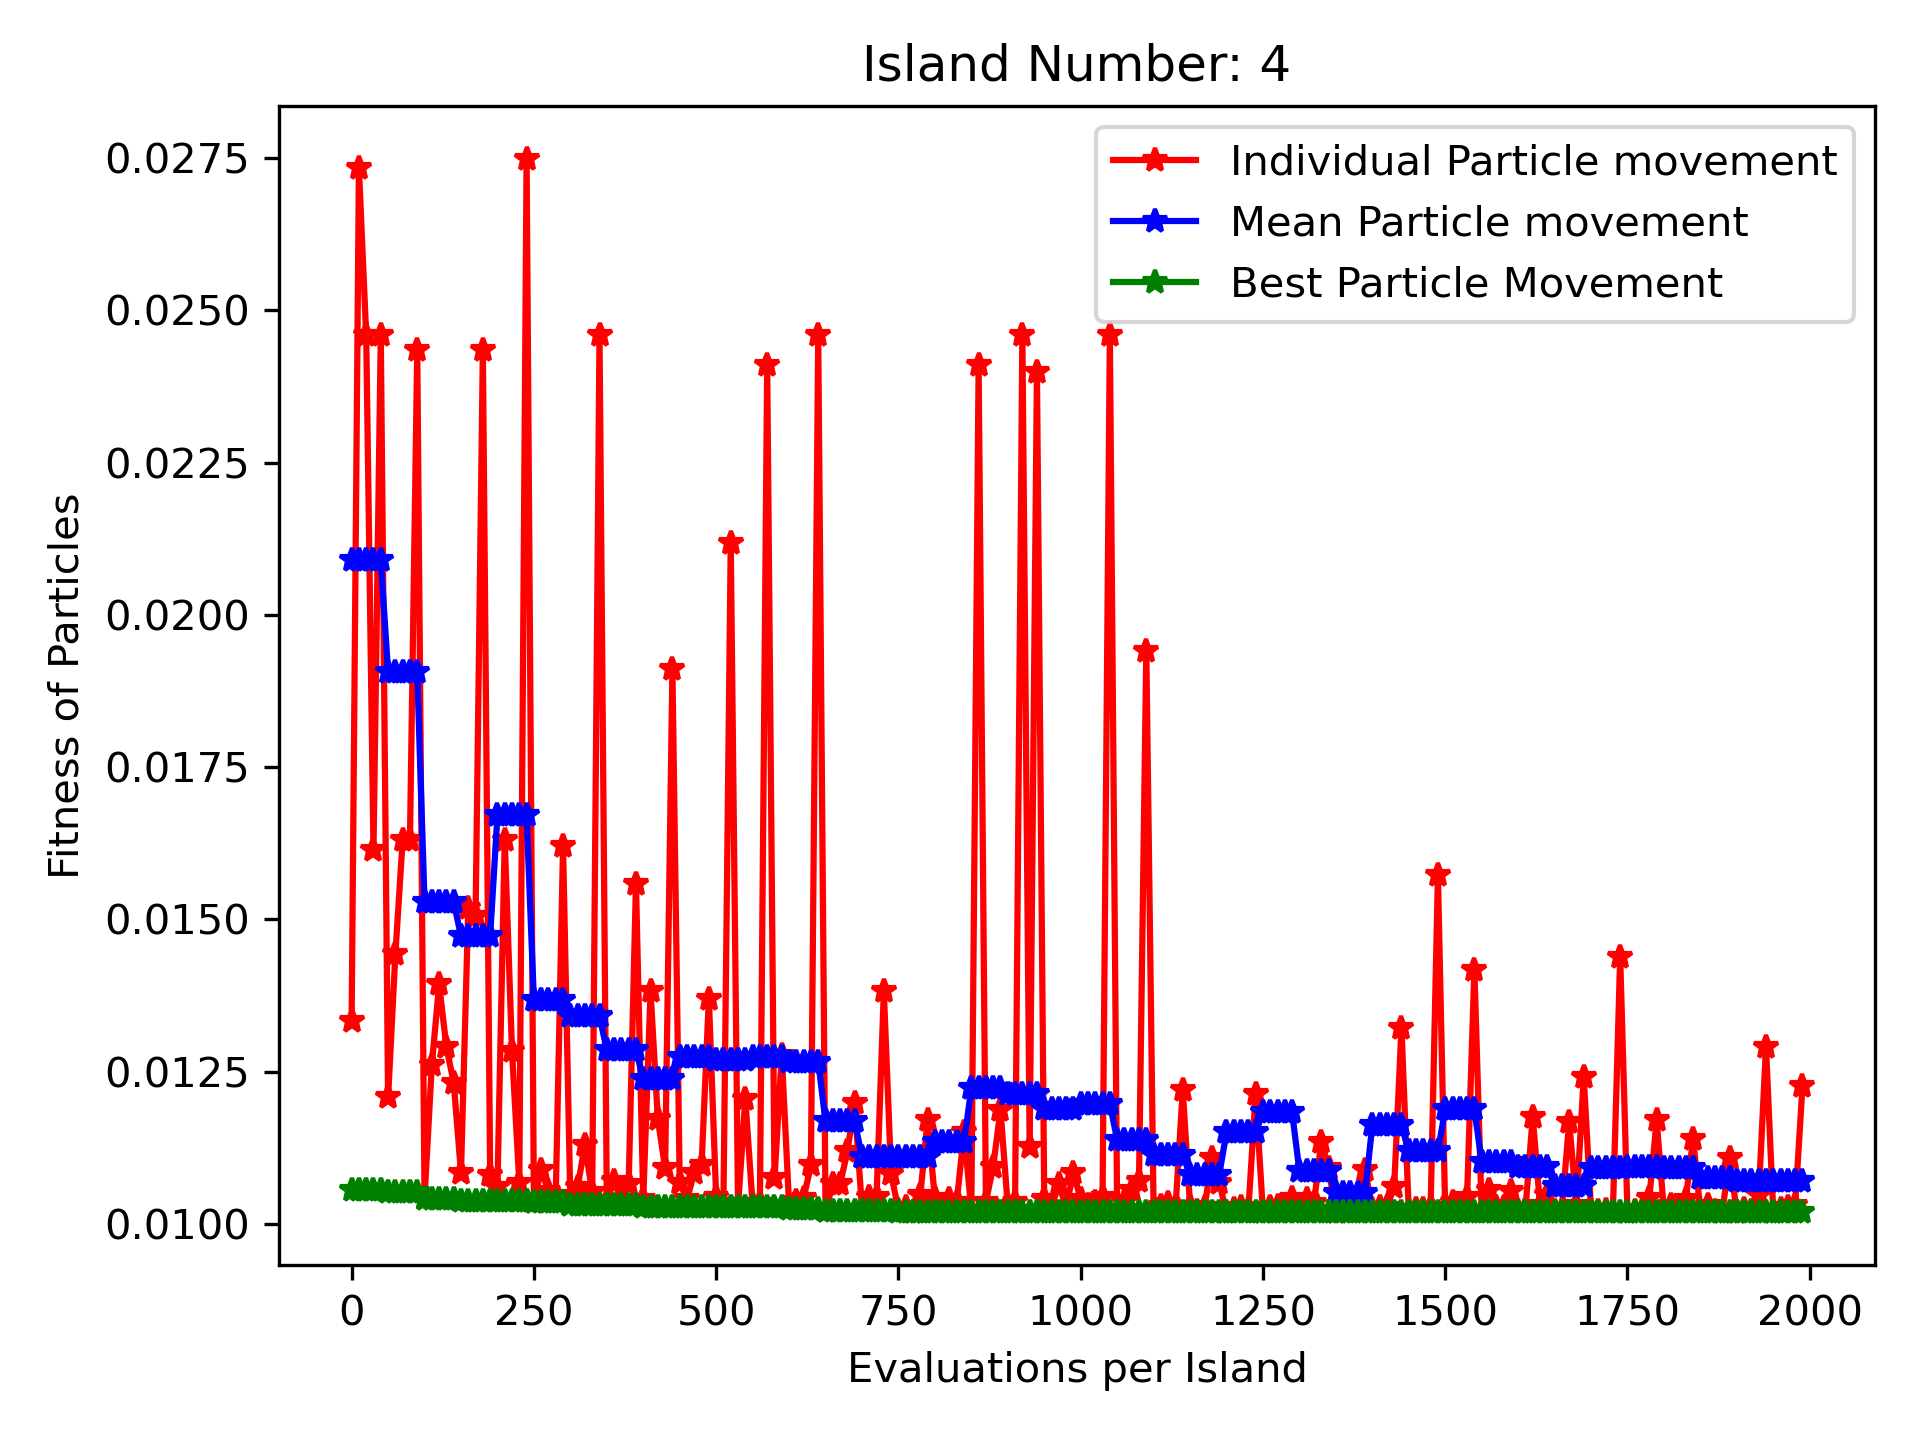 Island Number: 4
Individual Particle movement
Mean Particle movement
Best Particle Movement
Fitness of Particles
0.0275
0.0250
0.0225
0.0200
0.0175
0.0150
0.0125
0.0100
0 250 500 750 1000 1250 1500 1750 2000
Evaluations per Island